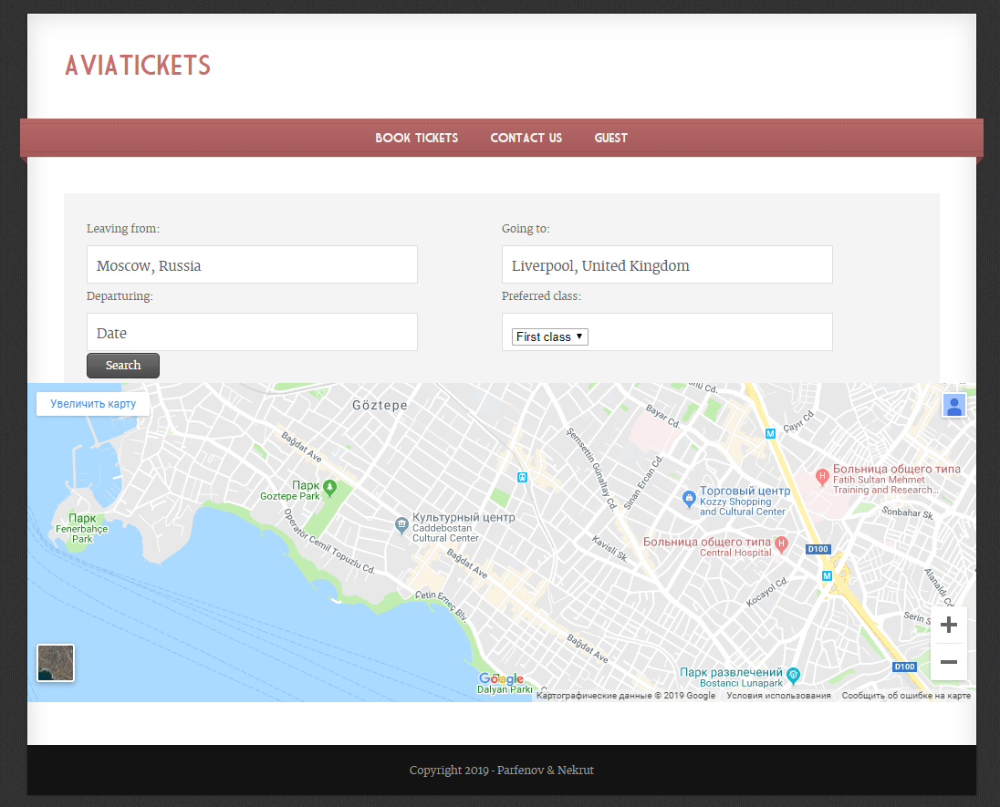 AVIATICKETS
BOOK TICKETS CONTACT US GUEST
Leaving from: Going to:
Moscow, Russia Liverpool, United Kingdom
Departuring: Preferred class:
Date First class
Search
Увеличить карту
Göztepe
Bayar Cd.
Çayır Cd
M
Bağdat Ave
Şemsettin Günaltay Cd.
Sinan Ercan Cd.
Парк
Goztepe Park
Больница общего типа
Fatih Sultan Mehmet
Training and Research...
H
Торговый центр
Kozzy Shopping
and Cultural Center
Sonbahar Sk.
Парк
Fenerbahçe
Park
Operatör Cemil Topuzlu Cd.
Культурный центр
Caddebostan
Cultural Center
Kavisli Sk.
Больница общего типа
Central Hospital
H
D100
Bağdat Ave
M
Kocayol Cd.
Alanaldı Cd.
Çetin Emeç Blv.
Serin S
Bağdat Ave
D100
Парк развлечений
Bostancı Lunapark
Google
Dalyan Parkı
Картографические данные © 2019 Google Условия использования Сообщить об ошибке на карте
Copyright 2019 - Parfenov & Nekrut